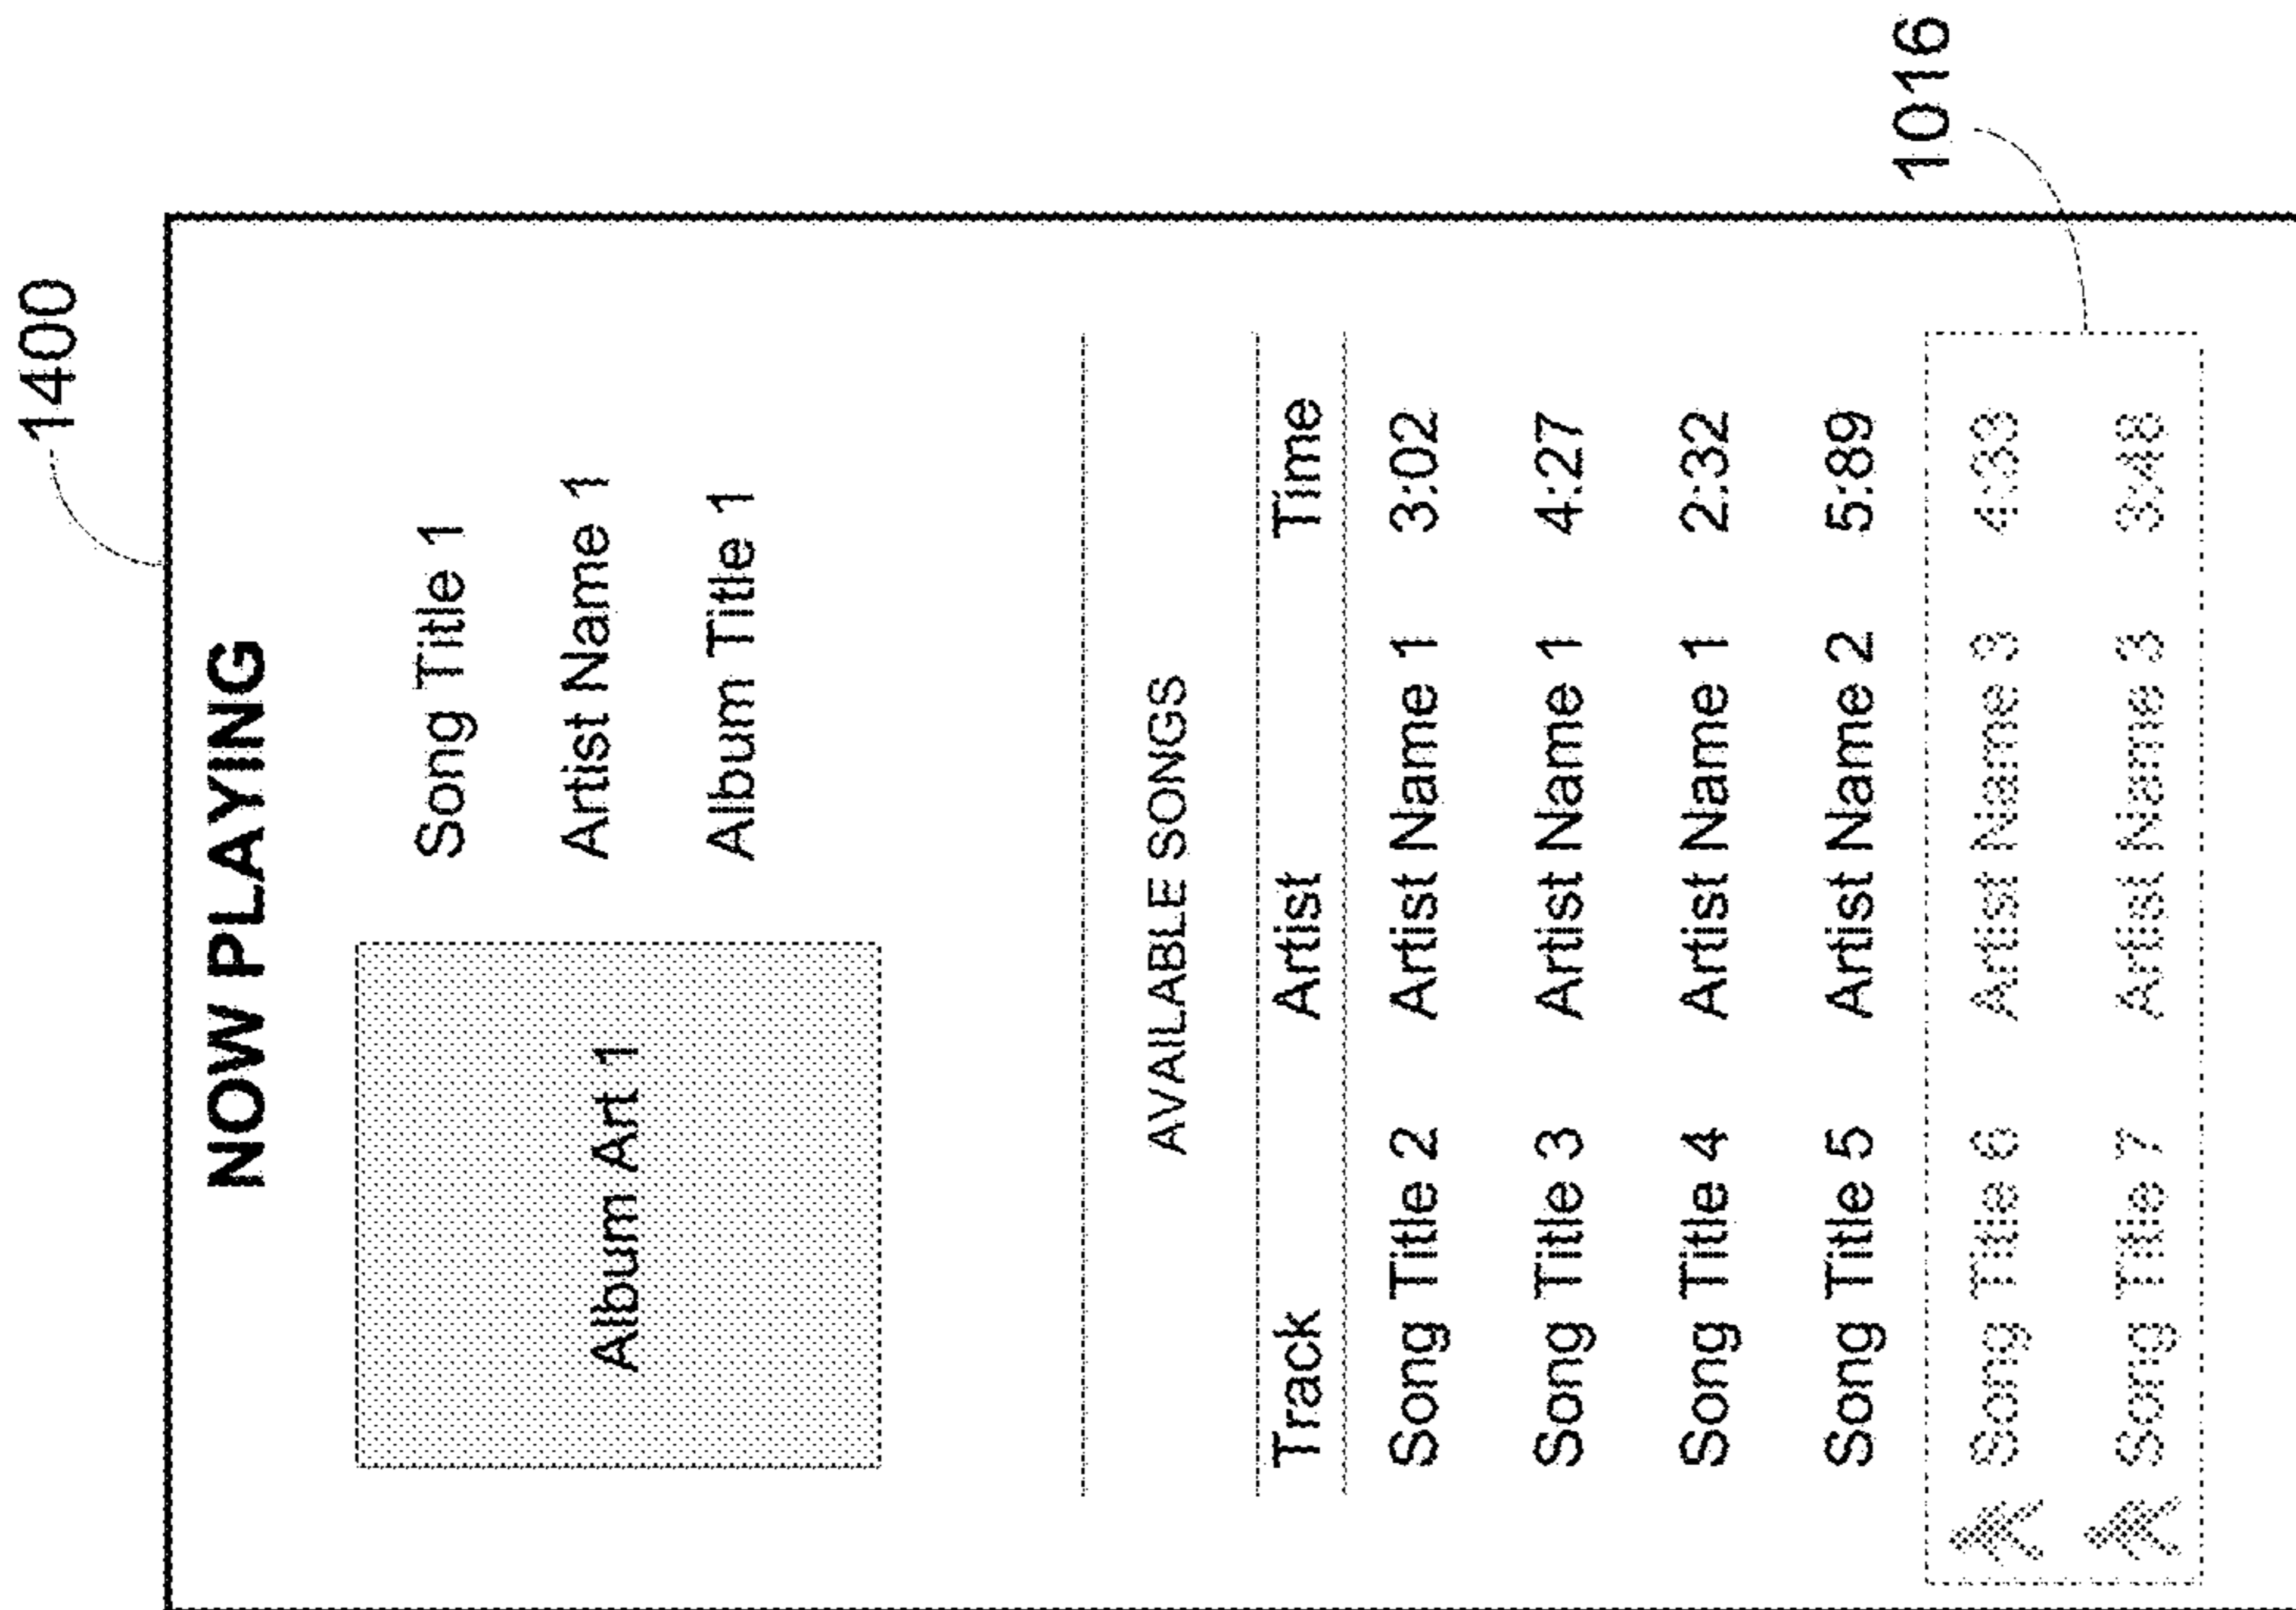 1400
NOW PLAYING
Album Art 1
Song Title 1
Artist Name 1
Album Title 1
AVAILABLE SONGS
Track Artist Time
Song Title 2 Artist Name 1 3:02
Song Title 3 Artist Name 1 4:27
Song Title 4 Artist Name 1 2:32
Song Title 5 Artist Name 2 5:89
Song Title 6 Artist Name 3 4:33
Song Title 7 Artist Name 3 3:48
1016